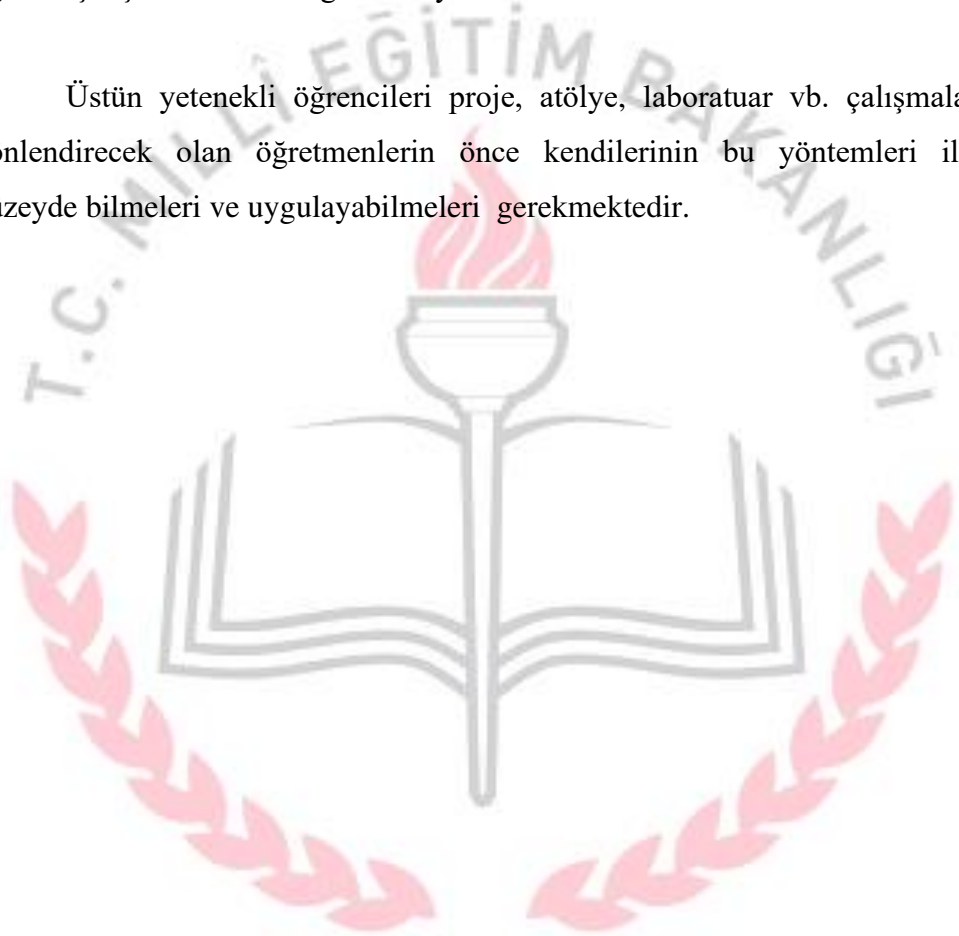 Üstün yetenekli öğrencileri proje, atölye, laboratuar vb. çalışmala
önlendirecek olan öğretmenlerin önce kendilerinin bu yöntemleri il
üzeyde bilmeleri ve uygulayabilmeleri gerekmektedir.
T.C. MİLLÎ EĞİTİM BAKANLIĞI